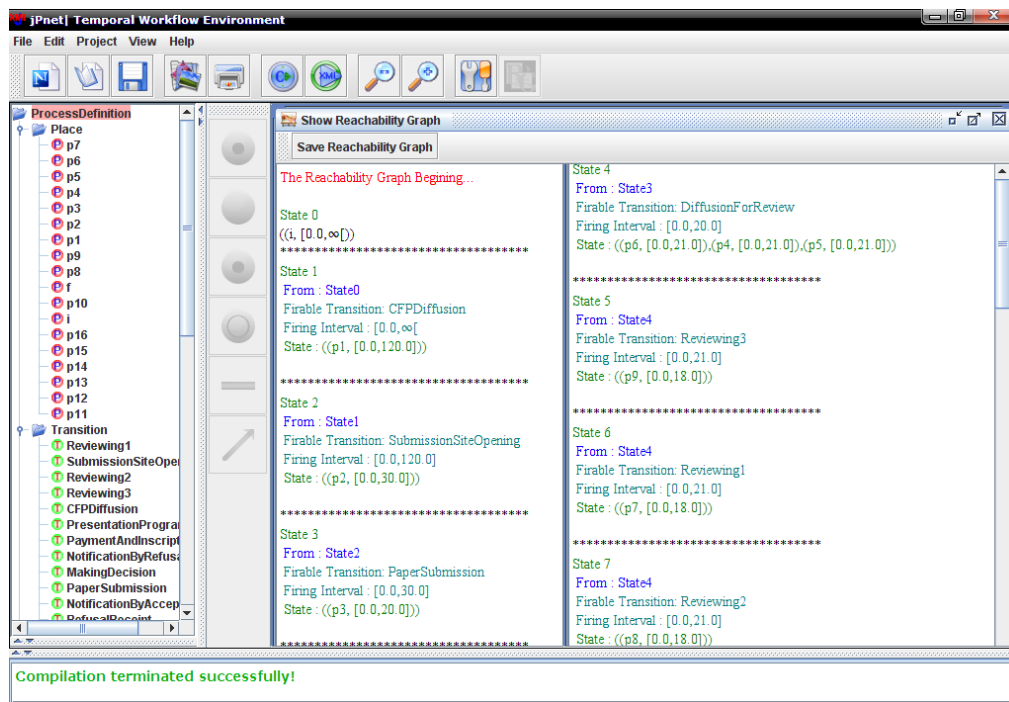 jPnet| Temporal Workflow Environment
File Edit Project View Help
ProcessDefinition
Place
p7
p6
p5
p4
p3
p2
p1
p9
p8
f
p10
i
p16
p15
p14
p13
p12
p11
Transition
Reviewing1
SubmissionSiteOper
Reviewing2
Reviewing3
CFPDiffusion
PresentationPrograr
PaymentAndInscript
NotificationByRefusa
MakingDecision
PaperSubmission
NotificationByAccep
RefusalReceipt
Show Reachability Graph
Save Reachability Graph
The Reachability Graph Begining...
State 0
((i, [0.0,∞[))
***********************************
State 1
From : State0
Firable Transition: CFPDiffusion
Firing Interval : [0.0,∞[
State : ((p1, [0.0,120.0]))
***********************************
State 2
From : State1
Firable Transition: SubmissionSiteOpening
Firing Interval : [0.0,120.0]
State : ((p2, [0.0,30.0]))
***********************************
State 3
From : State2
Firable Transition: PaperSubmission
Firing Interval : [0.0,30.0]
State : ((p3, [0.0,20.0]))
***********************************
State 4
From : State3
Firable Transition: DiffusionForReview
Firing Interval : [0.0,20.0]
State : ((p6, [0.0,21.0]),(p4, [0.0,21.0]),(p5, [0.0,21.0]))
***********************************
State 5
From : State4
Firable Transition: Reviewing3
Firing Interval : [0.0,21.0]
State : ((p9, [0.0,18.0]))
***********************************
State 6
From : State4
Firable Transition: Reviewing1
Firing Interval : [0.0,21.0]
State : ((p7, [0.0,18.0]))
***********************************
State 7
From : State4
Firable Transition: Reviewing2
Firing Interval : [0.0,21.0]
State : ((p8, [0.0,18.0]))
Compilation terminated successfully!